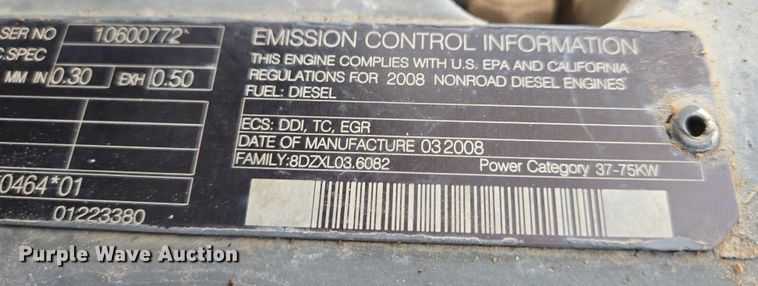 SER NO 10600772
C.SPEC
MM IN 0.30 EXH 0.50
0464*01
01223380
EMISSION CONTROL INFORMATION
THIS ENGINE COMPLIES WITH U.S. EPA AND CALIFORNIA
REGULATIONS FOR 2008 NONROAD DIESEL ENGINES
FUEL: DIESEL
ECS: DDI, TC, EGR
DATE OF MANUFACTURE 03 2008
FAMILY:8DZXL03.6082 Power Category 37-75KW
Purple Wave Auction